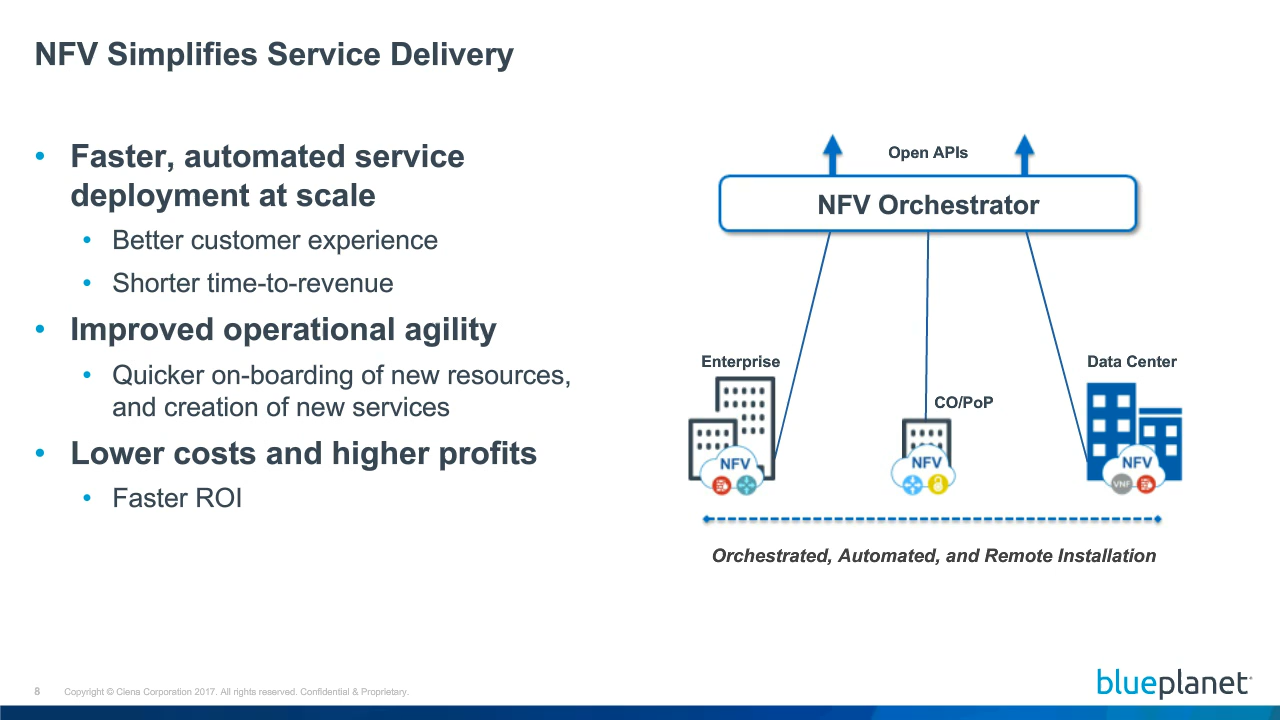 NFV Simplifies Service Delivery
• Faster, automated service
deployment at scale
• Better customer experience
• Shorter time-to-revenue
• Improved operational agility
• Quicker on-boarding of new resources,
and creation of new services
• Lower costs and higher profits
• Faster ROI
Open APIs
NFV Orchestrator
Enterprise
Data Center
CO/PoP
NFV
NFV
NFV
VNF
Orchestrated, Automated, and Remote Installation
8 Copyright © Ciena Corporation 2017. All rights reserved. Confidential & Proprietary.
blueplanet